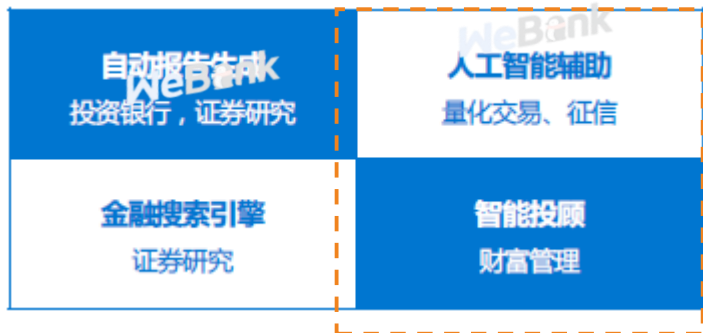 自动报告生成
投资银行，证券研究
人工智能辅助
量化交易、征信
金融搜索引擎
证券研究
智能投顾
财富管理
WeBank
WeBank